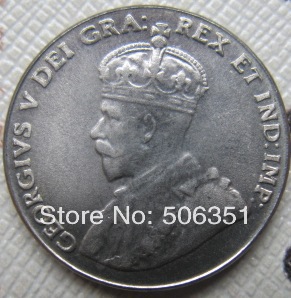 GEORGIVS V DEI GRA: REX ET IND: IMP:
Store No: 506351